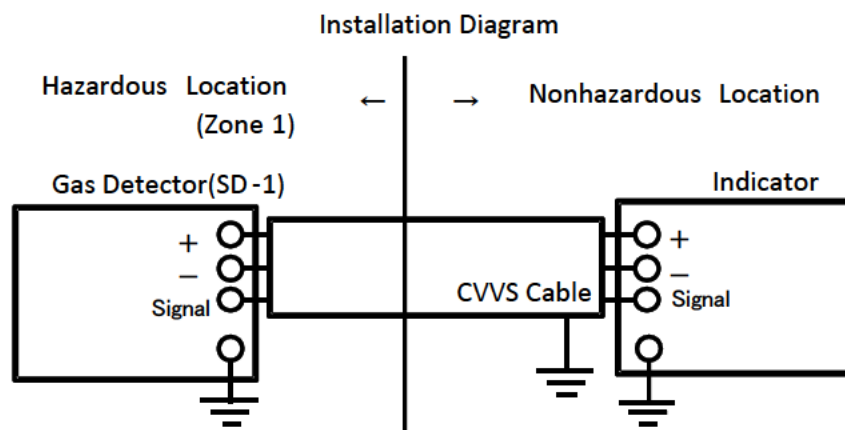 Installation Diagram
Hazardous Location
(Zone 1)
← →
Nonhazardous Location
Gas Detector(SD-1)
Indicator
+
−
Signal
CVVS Cable
+
−
Signal